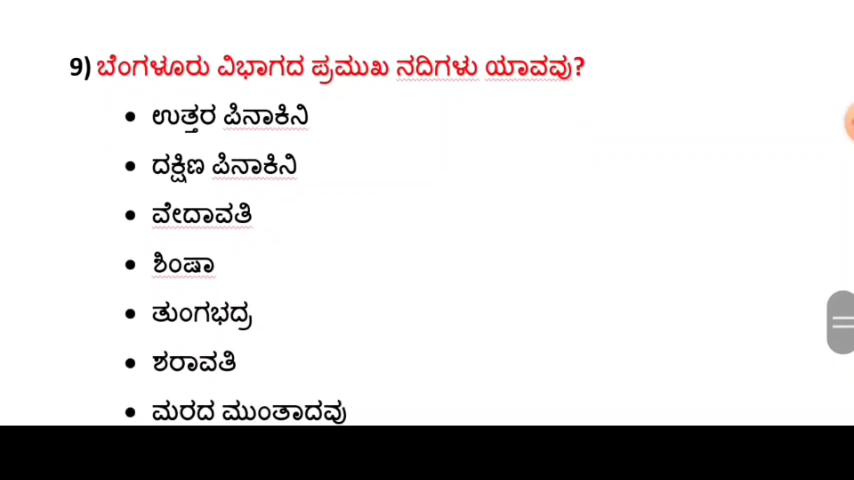 9) ಬೆಂಗಳೂರು ವಿಭಾಗದ ಪ್ರಮುಖ ನದಿಗಳು ಯಾವವು?
• ಉತ್ತರ ಪಿನಾಕಿನಿ
• ದಕ್ಷಿಣ ಪಿನಾಕಿನಿ
• ವೇದಾವತಿ
• ಶಿಂಷಾ
• ತುಂಗಭದ್ರ
• ಶರಾವತಿ
• ಮರದ ಮುಂತಾದವು